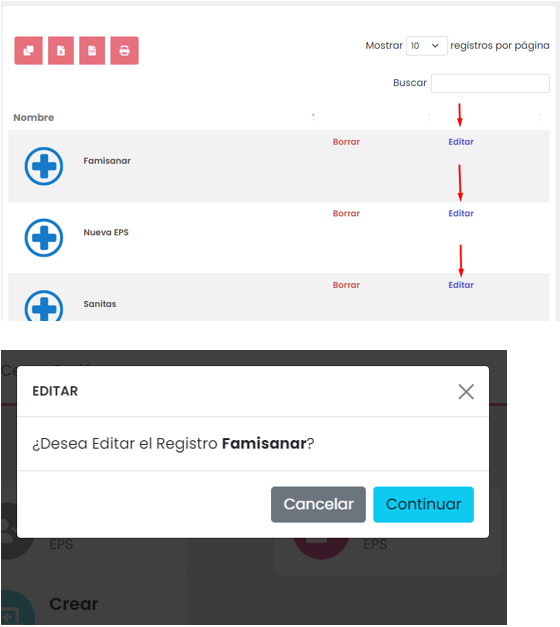 Mostrar 10 registros por página
Buscar
Nombre
Borrar Editar
Famisanar
Borrar Editar
Nueva EPS
Borrar Editar
Sanitas
EDITAR
¿Desea Editar el Registro Famisanar?
Cancelar Continuar
EPS EPS
Crear